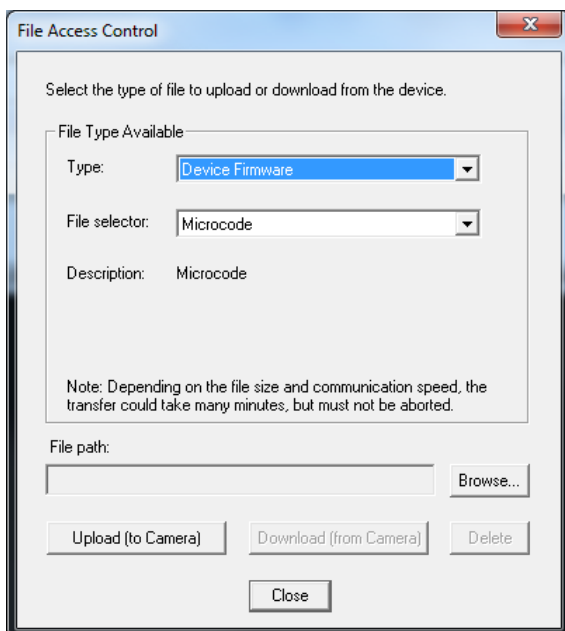 File Access Control
Select the type of file to upload or download from the device.
File Type Available
Type: Device Firmware
File selector: Microcode
Description: Microcode
Note: Depending on the file size and communication speed, the
transfer could take many minutes, but must not be aborted.
File path:
Browse...
Upload (to Camera) Download (from Camera) Delete
Close